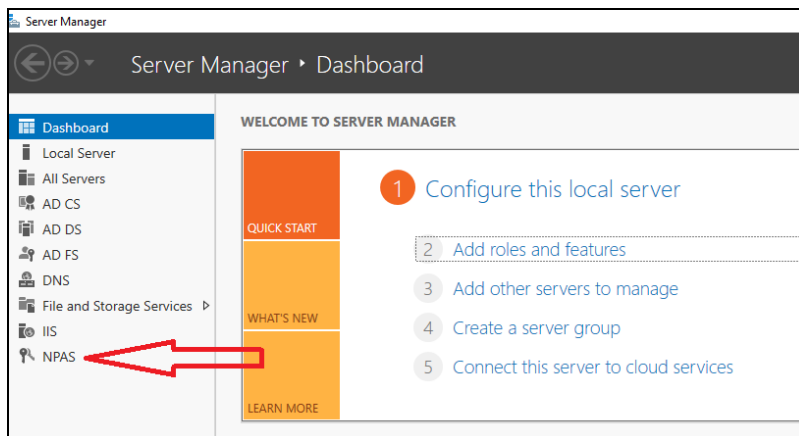 Server Manager
Server Manager • Dashboard
Dashboard
Local Server
All Servers
AD CS
AD DS
AD FS
DNS
File and Storage Services
IIS
NPAS
WELCOME TO SERVER MANAGER
QUICK START
WHAT'S NEW
LEARN MORE
1 Configure this local server
2 Add roles and features
3 Add other servers to manage
4 Create a server group
5 Connect this server to cloud services